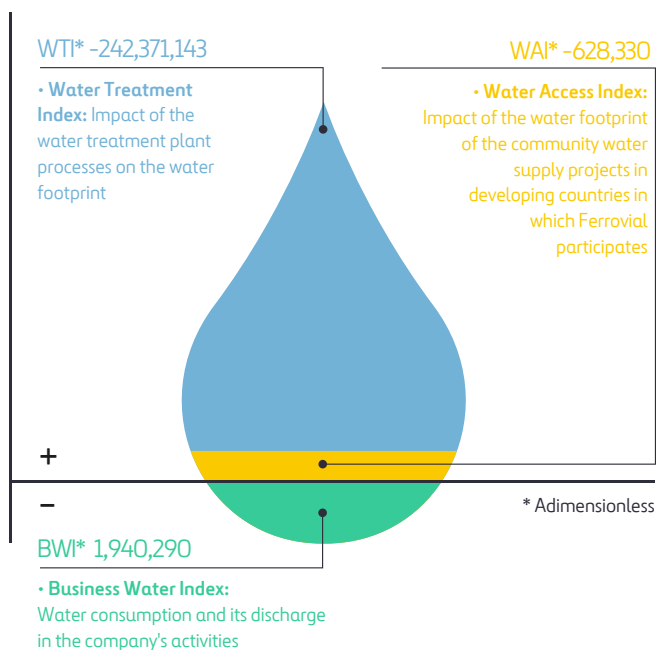 WTI* -242,371,143
• Water Treatment
Index: Impact of the
water treatment plant
processes on the water
footprint
WAI* -628,330
• Water Access Index:
Impact of the water footprint
of the community water
supply projects in
developing countries in
which Ferrovial
participates
+
−
* Adimensionless
BWI* 1,940,290
• Business Water Index:
Water consumption and its discharge
in the company's activities